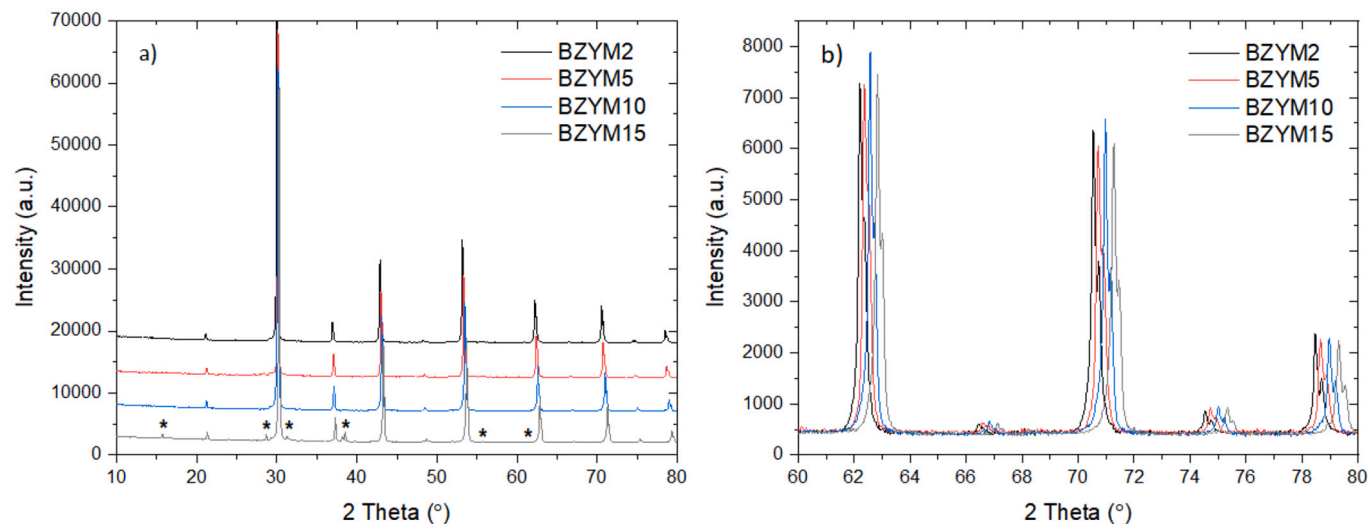 a)
BZYM2
BZYM5
BZYM10
BZYM15
70000
60000
50000
40000
30000
20000
10000
0
Intensity (a.u.)
* * * * * *
10 20 30 40 50 60 70 80
2 Theta (°)
b)
BZYM2
BZYM5
BZYM10
BZYM15
8000
7000
6000
5000
4000
3000
2000
1000
0
Intensity (a.u.)
60 62 64 66 68 70 72 74 76 78 80
2 Theta (°)